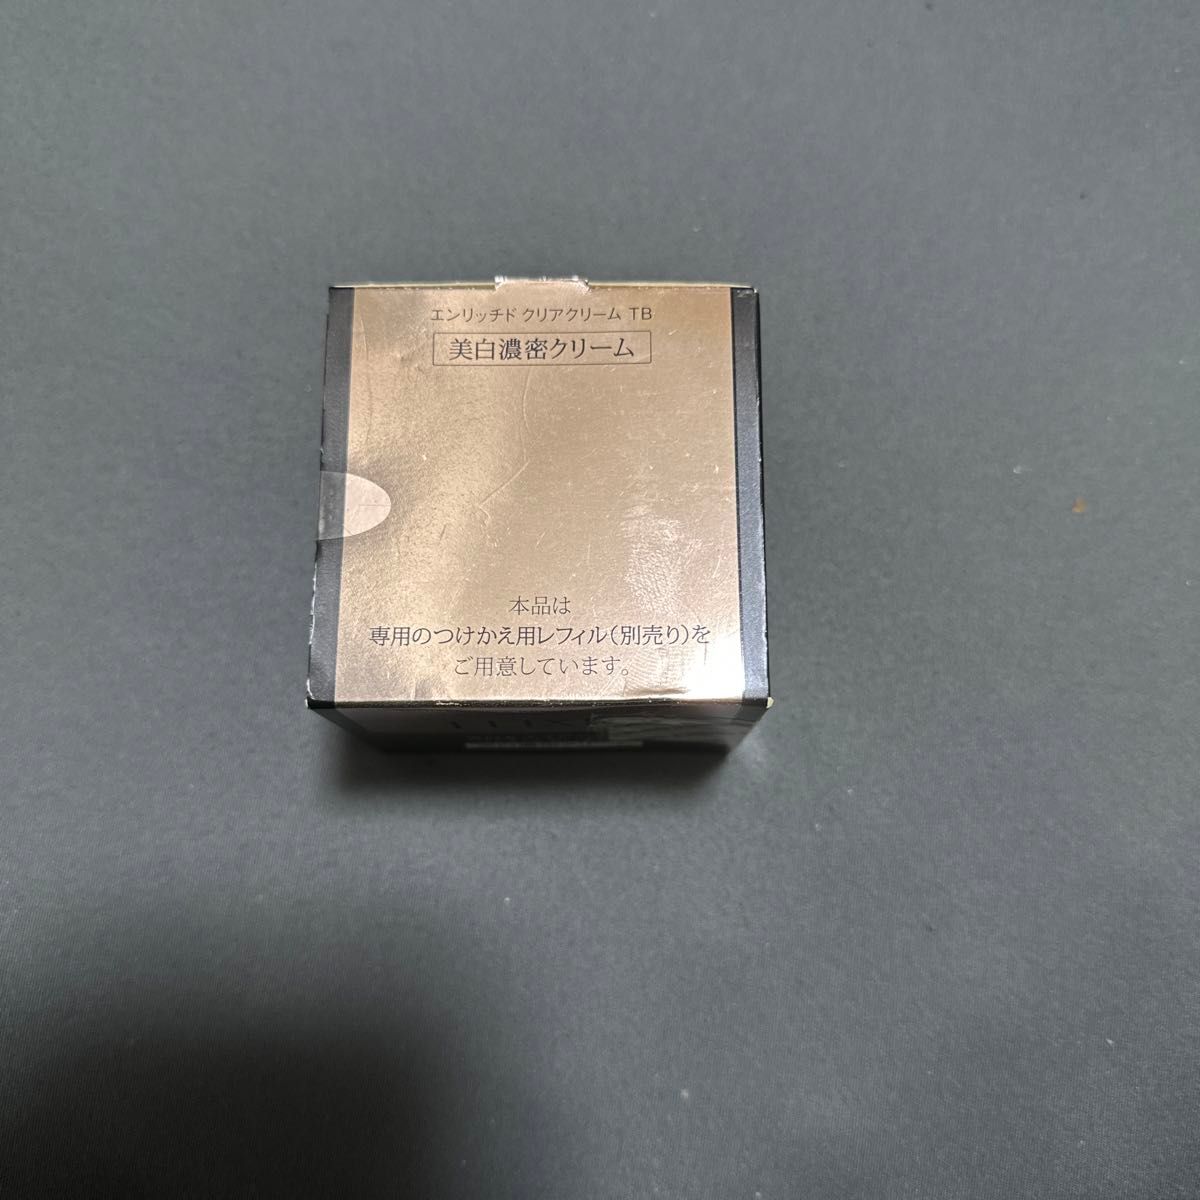 エンリッチド クリアクリーム TB
美白濃密クリーム
本品は
専用のつけかえ用レフィル(別売り)を
ご用意しています。